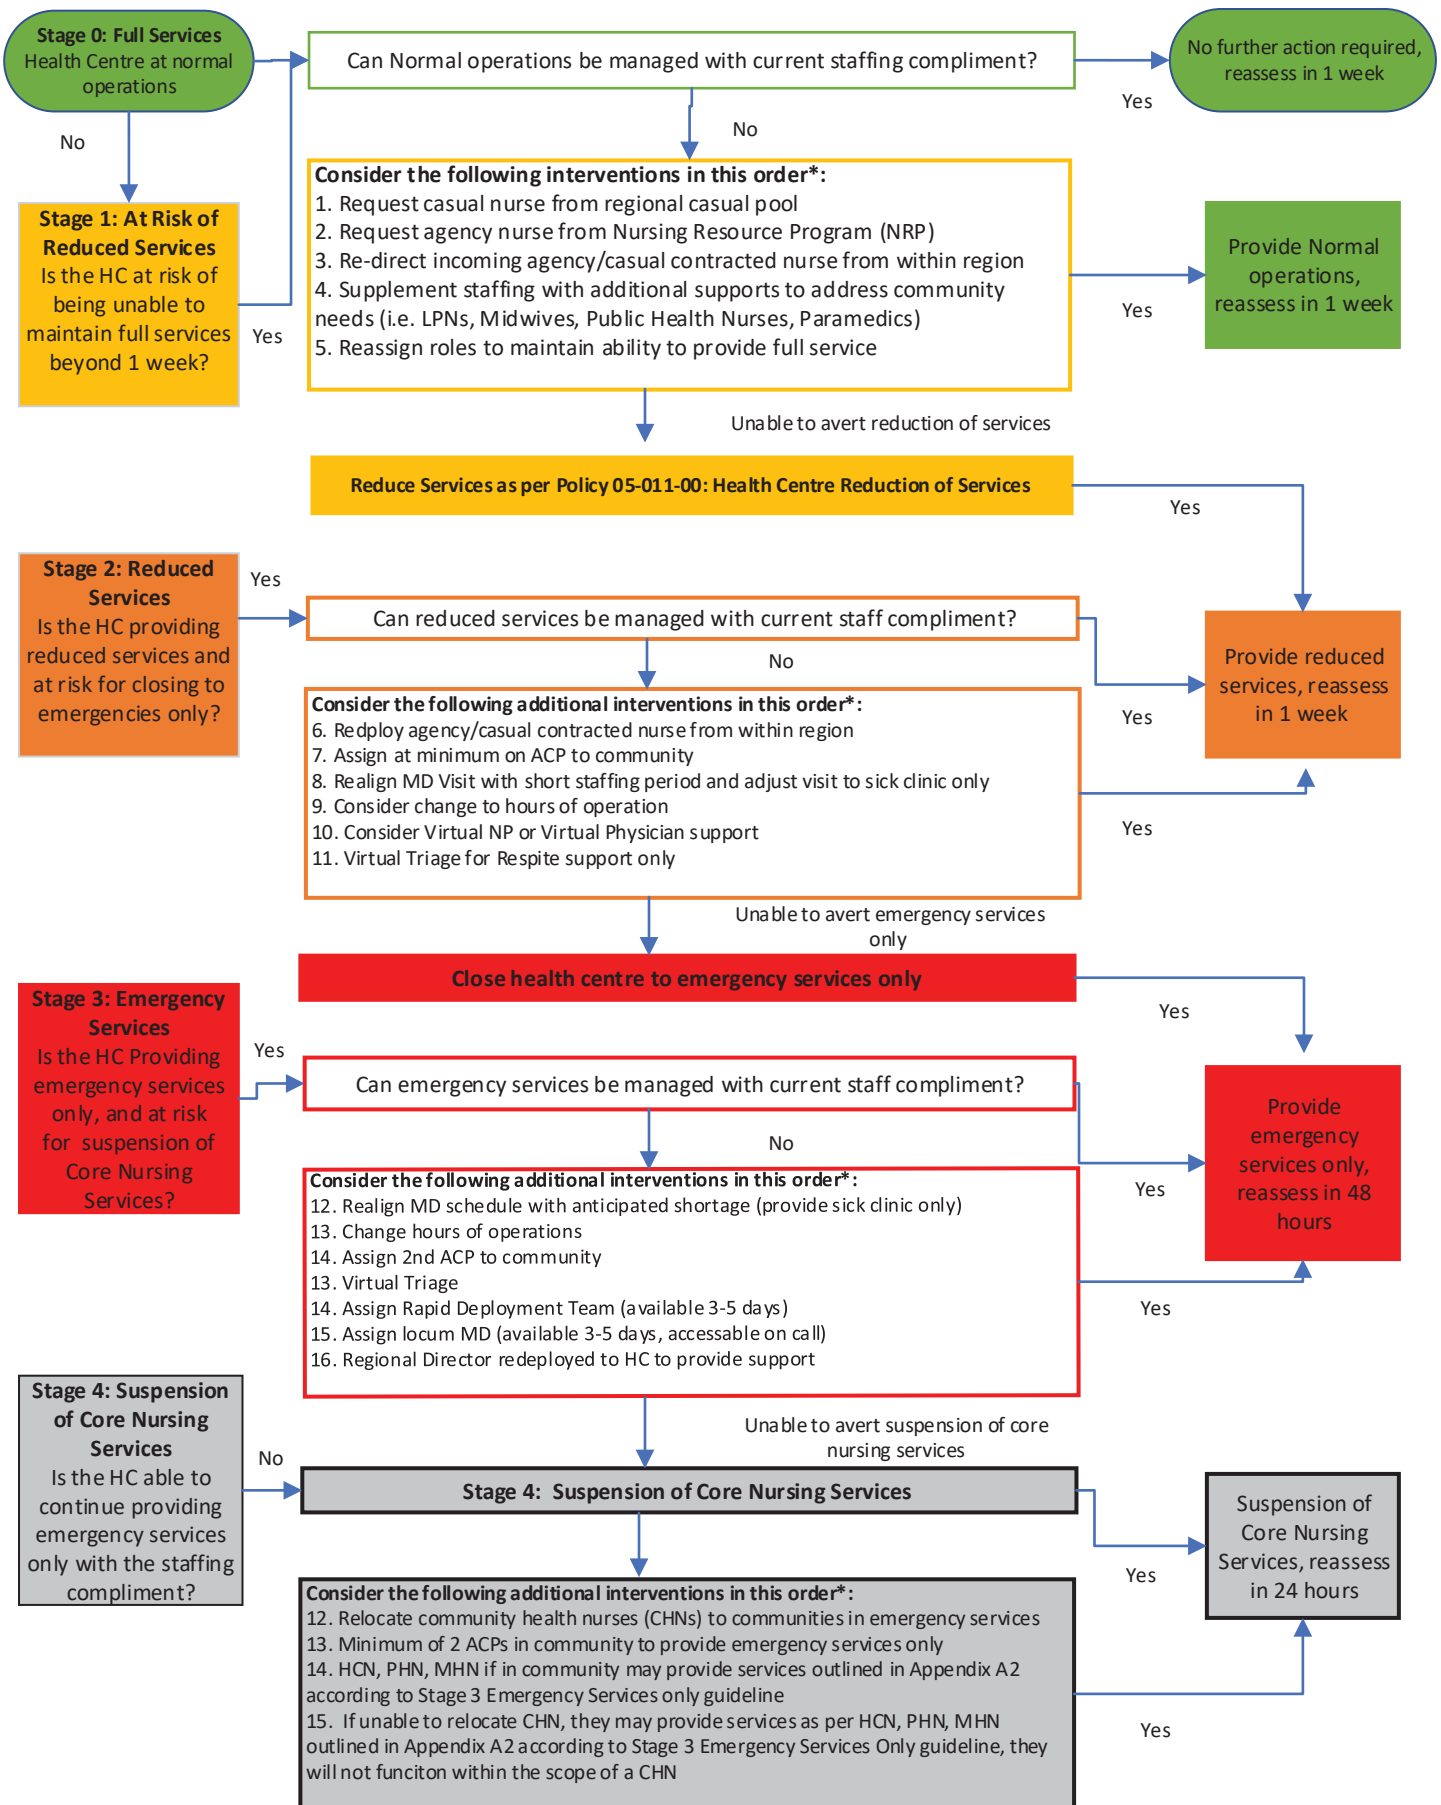 Stage 0: Full Services
Health Centre at normal
operations
Can Normal operations be managed with current staffing compliment?
No further action required,
reassess in 1 week
Yes
No
No
Consider the following interventions in this order*:
1. Request casual nurse from regional casual pool
2. Request agency nurse from Nursing Resource Program (NRP)
3. Re-direct incoming agency/casual contracted nurse from within region
4. Supplement staffing with additional supports to address community
needs (i.e. LPNs, Midwives, Public Health Nurses, Paramedics)
5. Reassign roles to maintain ability to provide full service
Stage 1: At Risk of
Reduced Services
Is the HC at risk of
being unable to
maintain full services
beyond 1 week?
Yes
Yes
Provide Normal
operations,
reassess in 1 week
Unable to avert reduction of services
Reduce Services as per Policy 05-011-00: Health Centre Reduction of Services
Yes
Stage 2: Reduced
Services
Is the HC providing
reduced services and
at risk for closing to
emergencies only?
Yes
Can reduced services be managed with current staff compliment?
No
Yes
Provide reduced
services, reassess
in 1 week
Consider the following additional interventions in this order*:
6. Redploy agency/casual contracted nurse from within region
7. Assign at minimum on ACP to community
8. Realign MD Visit with short staffing period and adjust visit to sick clinic only
9. Consider change to hours of operation
10. Consider Virtual NP or Virtual Physician support
11. Virtual Triage for Respite support only
Yes
Unable to avert emergency services
only
Close health centre to emergency services only
Yes
Stage 3: Emergency
Services
Is the HC Providing
emergency services
only, and at risk
for suspension of
Core Nursing
Services?
Yes
Can emergency services be managed with current staff compliment?
No
Yes
Provide
emergency
services only,
reassess in 48
hours
Consider the following additional interventions in this order*:
12. Realign MD schedule with anticipated shortage (provide sick clinic only)
13. Change hours of operations
14. Assign 2nd ACP to community
13. Virtual Triage
14. Assign Rapid Deployment Team (available 3-5 days)
15. Assign locum MD (available 3-5 days, accessable on call)
16. Regional Director redeployed to HC to provide support
Yes
Unable to avert suspension of core
nursing services
Stage 4: Suspension
of Core Nursing
Services
Is the HC able to
continue providing
emergency services
only with the staffing
compliment?
No
Stage 4: Suspension of Core Nursing Services
Yes
Suspension of
Core Nursing
Services, reassess
in 24 hours
Consider the following additional interventions in this order*:
12. Relocate community health nurses (CHNs) to communities in emergency services
13. Minimum of 2 ACPs in community to provide emergency services only
14. HCN, PHN, MHN if in community may provide services outlined in Appendix A2
according to Stage 3 Emergency Services only guideline
15. If unable to relocate CHN, they may provide services as per HCN, PHN, MHN
outlined in Appendix A2 according to Stage 3 Emergency Services Only guideline, they
will not funciton within the scope of a CHN
Yes